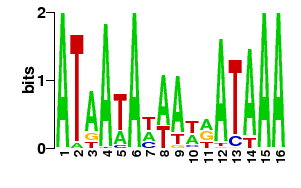 2
1
0
bits
1 2 3 4 5 6 7 8 9 10 11 12 13 14 15 16
A T A A T A T A A T A A T A A A
A G A C T T A G T C T
T C G T